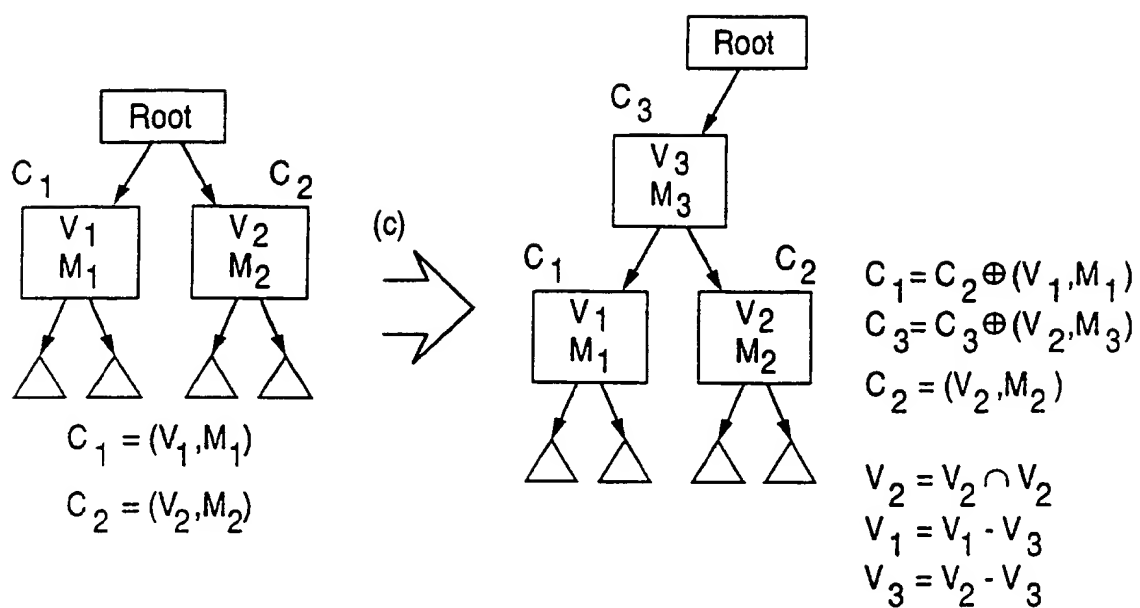 Root
C1 C2
V1
M1
V2
M2
C1 = (V1,M1)
C2 = (V2,M2)
(c)
Root
C3
V3
M3
C1 C2
V1
M1
V2
M2
C1= C2⊕(V1,M1)
C3= C3⊕(V2,M3)
C2 = (V2,M2)
V2 = V2 ∩ V2
V1 = V1 - V3
V3 = V2 - V3